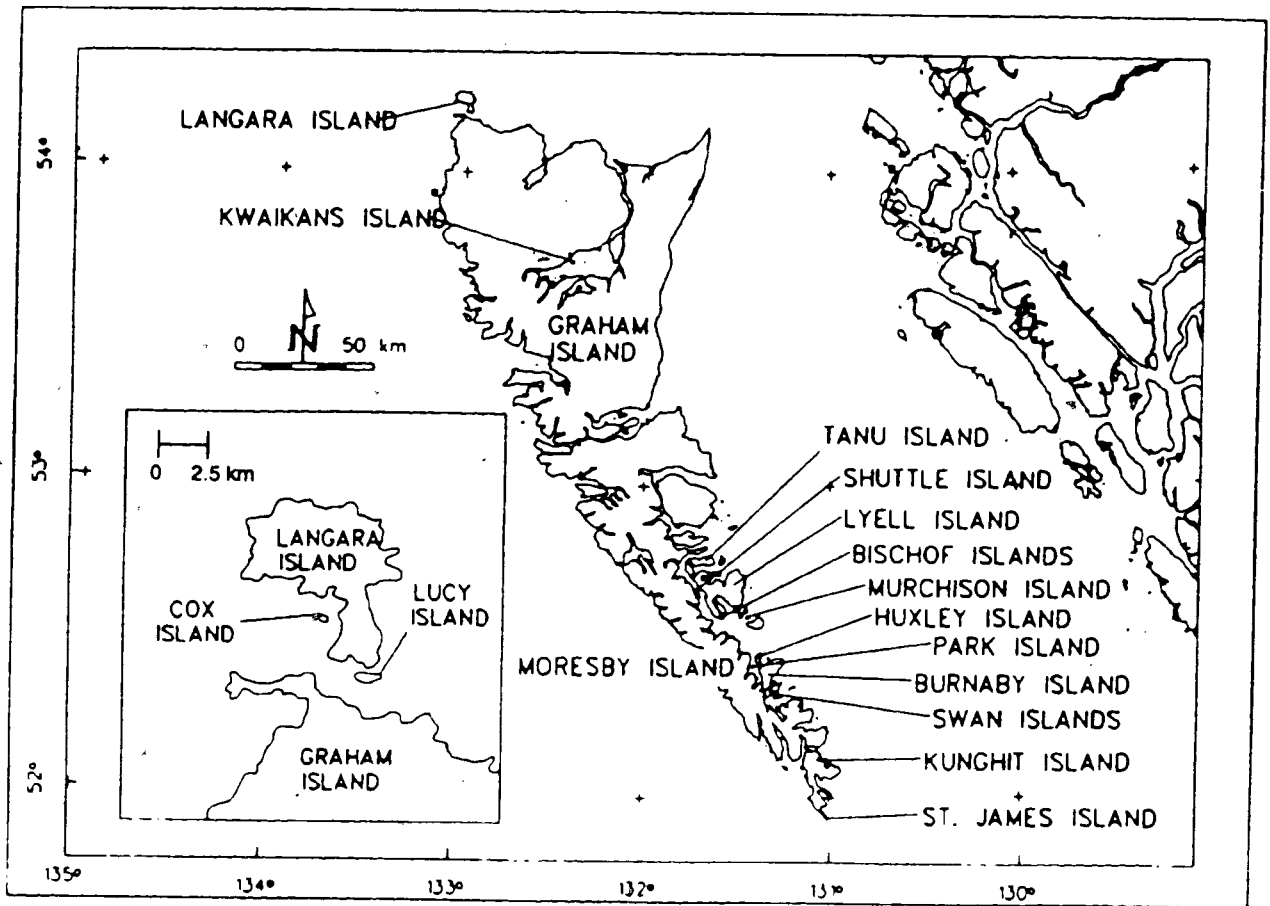 LANGARA ISLAND
54°
KWAIKANS ISLAND
GRAHAM
ISLAND
N
0 50 km
0 2.5 km
LANGARA
ISLAND
COX
ISLAND
LUCY
ISLAND
GRAHAM
ISLAND
53°
TANU ISLAND
SHUTTLE ISLAND
LYELL ISLAND
BISCHOF ISLANDS
MURCHISON ISLAND
HUXLEY ISLAND
PARK ISLAND
MORESBY ISLAND
BURNABY ISLAND
SWAN ISLANDS
KUNGHIT ISLAND
52°
ST. JAMES ISLAND
135° 134° 133° 132° 131° 130°